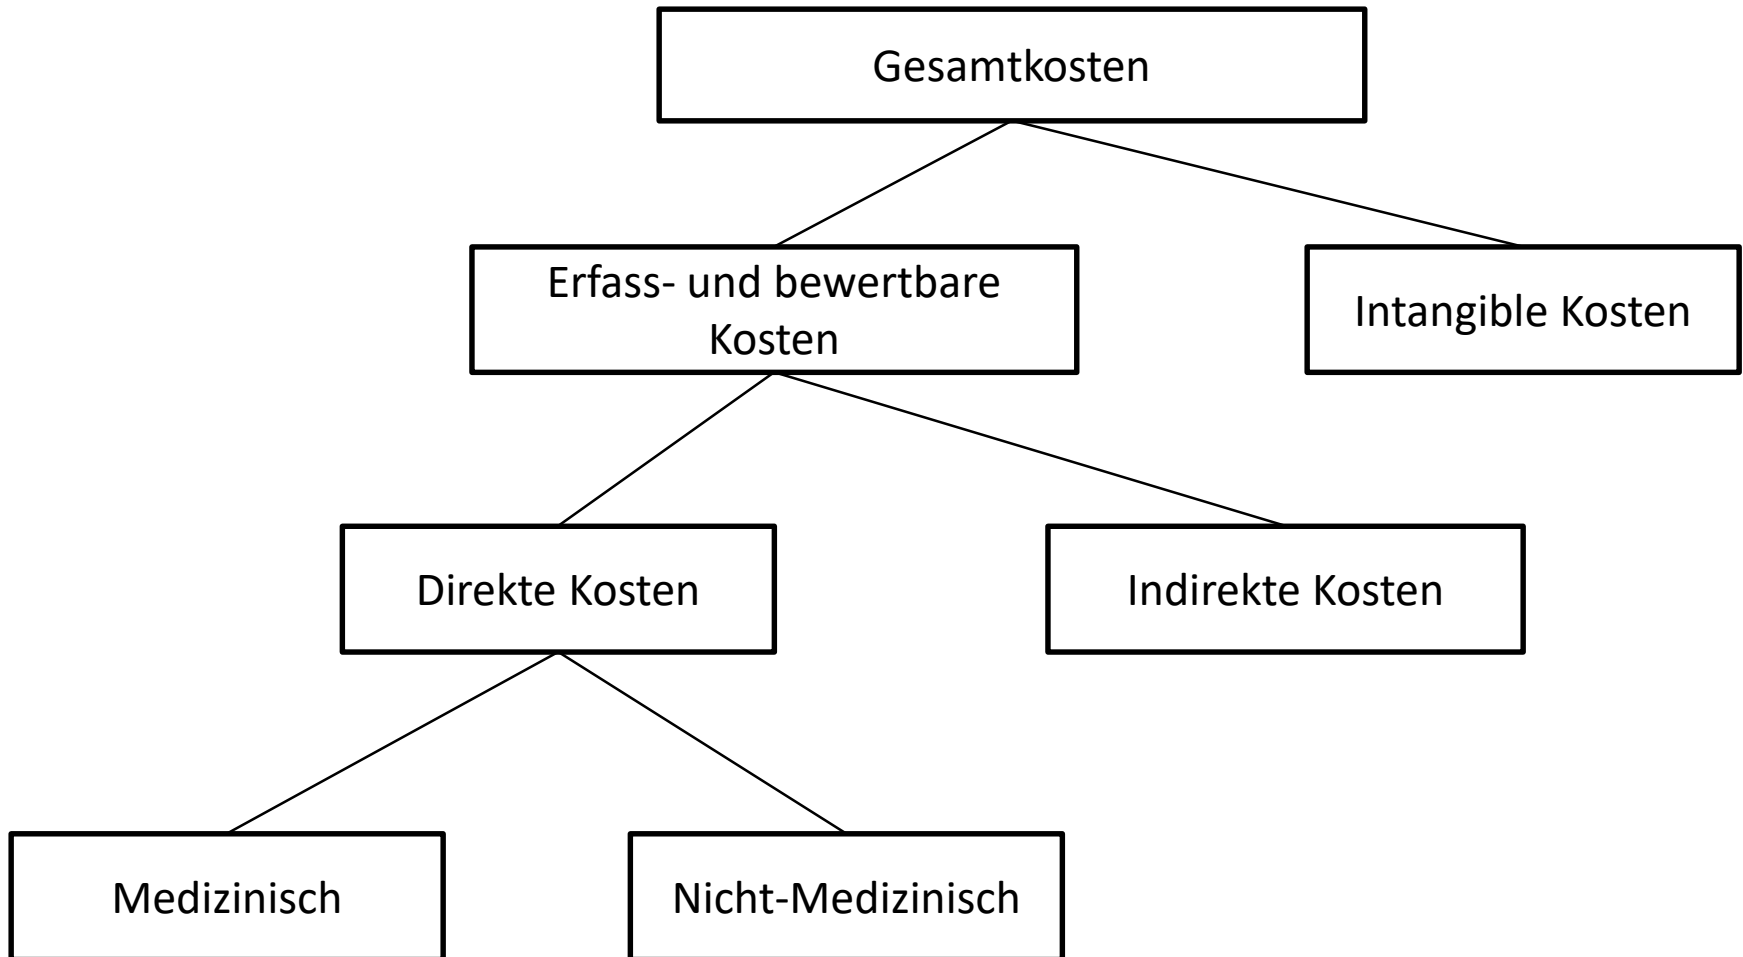 Gesamtkosten
Erfass- und bewertbare
Kosten
Intangible Kosten
Direkte Kosten
Indirekte Kosten
Medizinisch
Nicht-Medizinisch